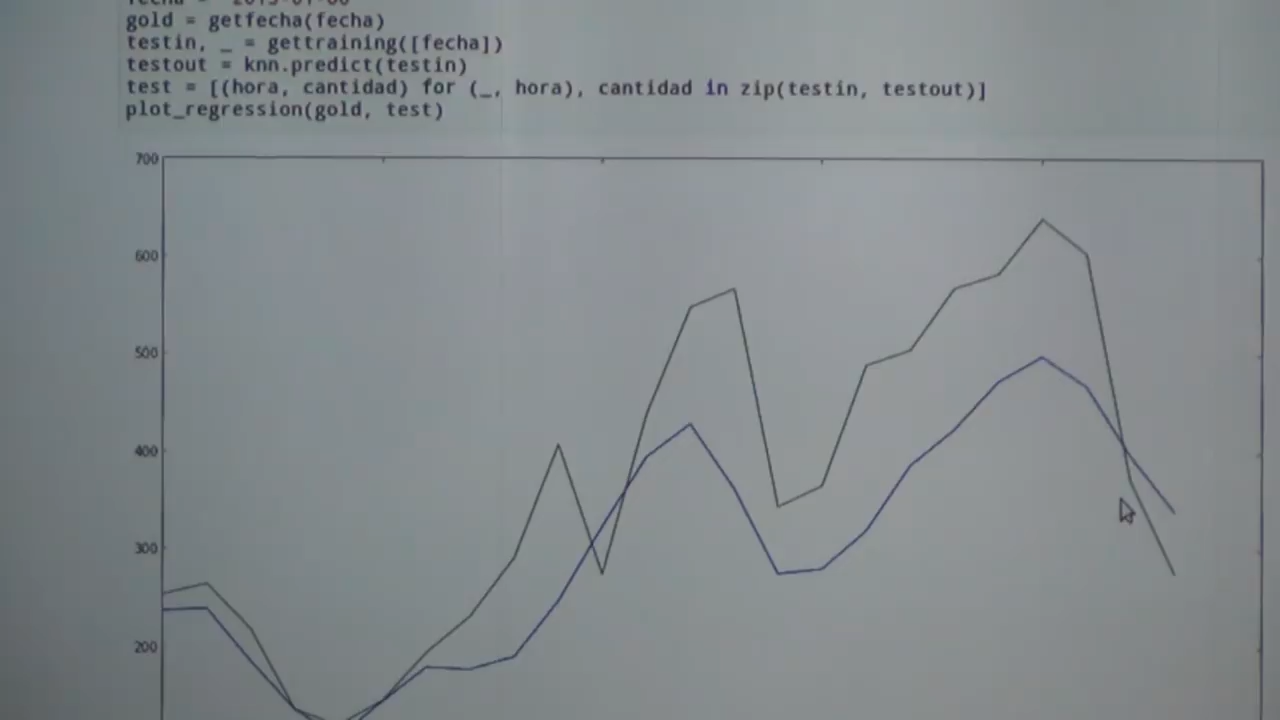 gold = getfecha(fecha)
testin, _ = gettraining([fecha])
testout = knn.predict(testin)
test = [(hora, cantidad) for (_, hora), cantidad in zip(testin, testout)]
plot_regression(gold, test)
700
600
500
400
300
200